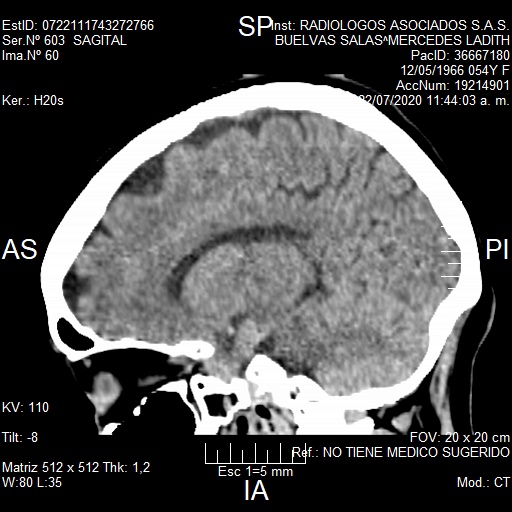 EstID: 0722111743272766
Ser.Nº 603  SAGITAL
Ima.Nº 60
SP
Inst: RADIOLOGOS ASOCIADOS S.A.S.
BUELVAS SALAS^MERCEDES LADITH
PacID: 36667180
12/05/1966 054Y F
AccNum: 19214901
22/07/2020 11:44:03 a. m.
Ker.: H20s
AS
PI
KV: 110
Tilt: -8
Matriz 512 x 512 Thk: 1,2
W:80 L:35
Esc 1=5 mm
IA
FOV: 20 x 20 cm
Ref.: NO TIENE MEDICO SUGERIDO
Mod.: CT